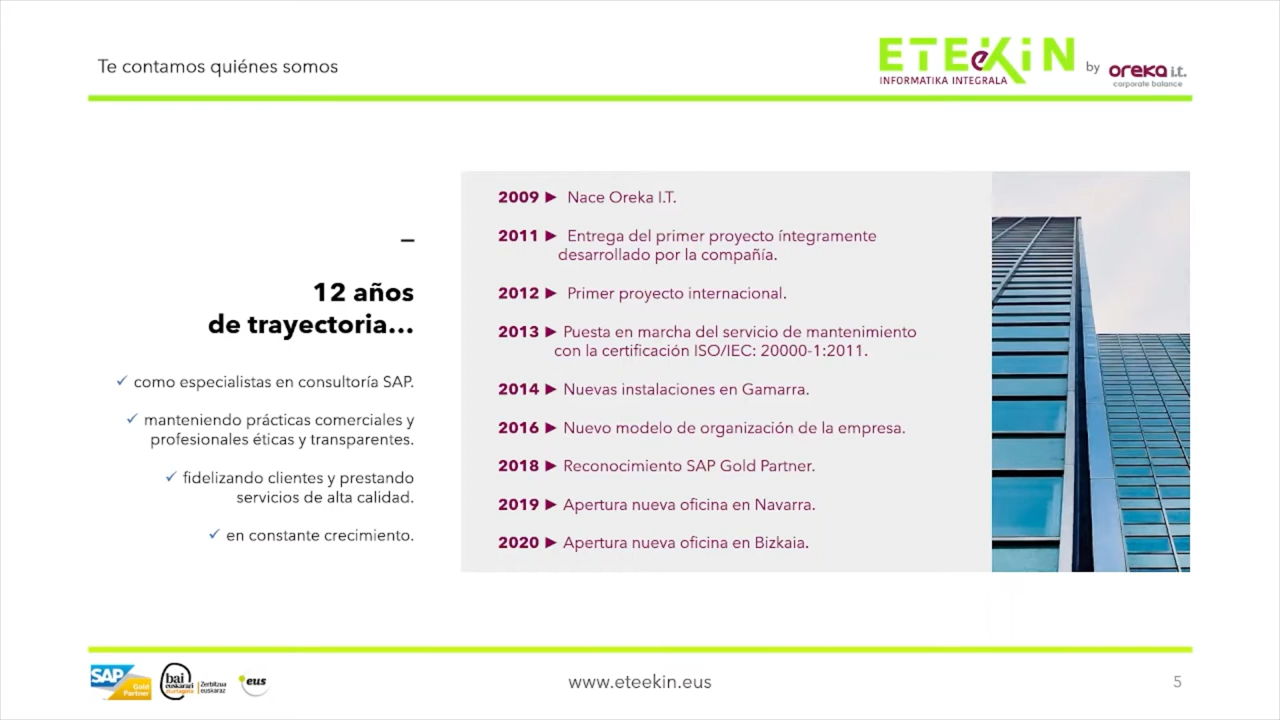 Te contamos quiénes somos
ETEeKiN
INFORMATIKA INTEGRALA
by oreka i.t.
corporate balance
–
12 años
de trayectoria...
✓ como especialistas en consultoría SAP.
✓ manteniendo prácticas comerciales y
profesionales éticas y transparentes.
✓ fidelizando clientes y prestando
servicios de alta calidad.
✓ en constante crecimiento.
2009 ► Nace Oreka I.T.
2011 ► Entrega del primer proyecto íntegramente
desarrollado por la compañía.
2012 ► Primer proyecto internacional.
2013 ► Puesta en marcha del servicio de mantenimiento
con la certificación ISO/IEC: 20000-1:2011.
2014 ► Nuevas instalaciones en Gamarra.
2016 ► Nuevo modelo de organización de la empresa.
2018 ► Reconocimiento SAP Gold Partner.
2019 ► Apertura nueva oficina en Navarra.
2020 ► Apertura nueva oficina en Bizkaia.
SAP
Gold
Partner
bai
euskarari
ziurtagiria
Zerbitzua
euskaraz
.eus
www.eteekin.eus
5